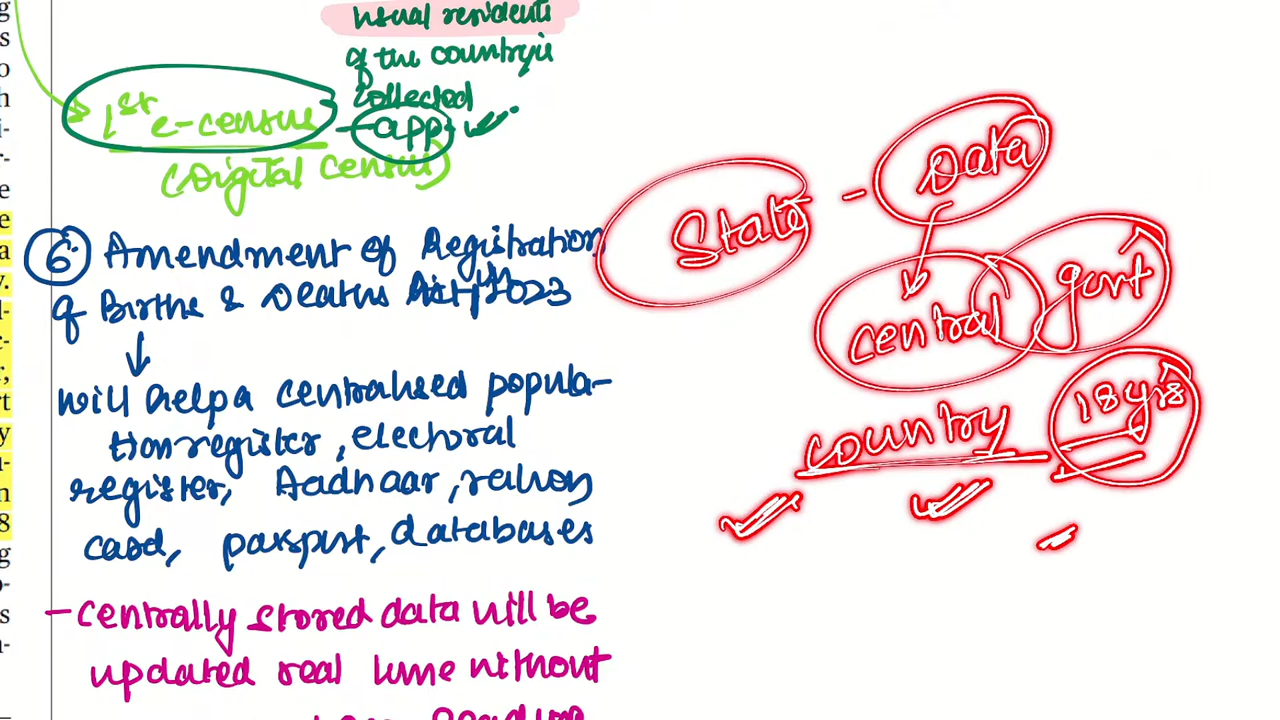 usual residents
of the country is
collected
1st e-census - app
(Digital census)
6. Amendment of Registration
of Births & Deaths Act, 2023
will help a centralised popula-
tion register, electoral
register, Aadhaar, ration
card, passport, databases
- centrally stored data will be
updated real time without
State - Data
central govt
country 18 yrs